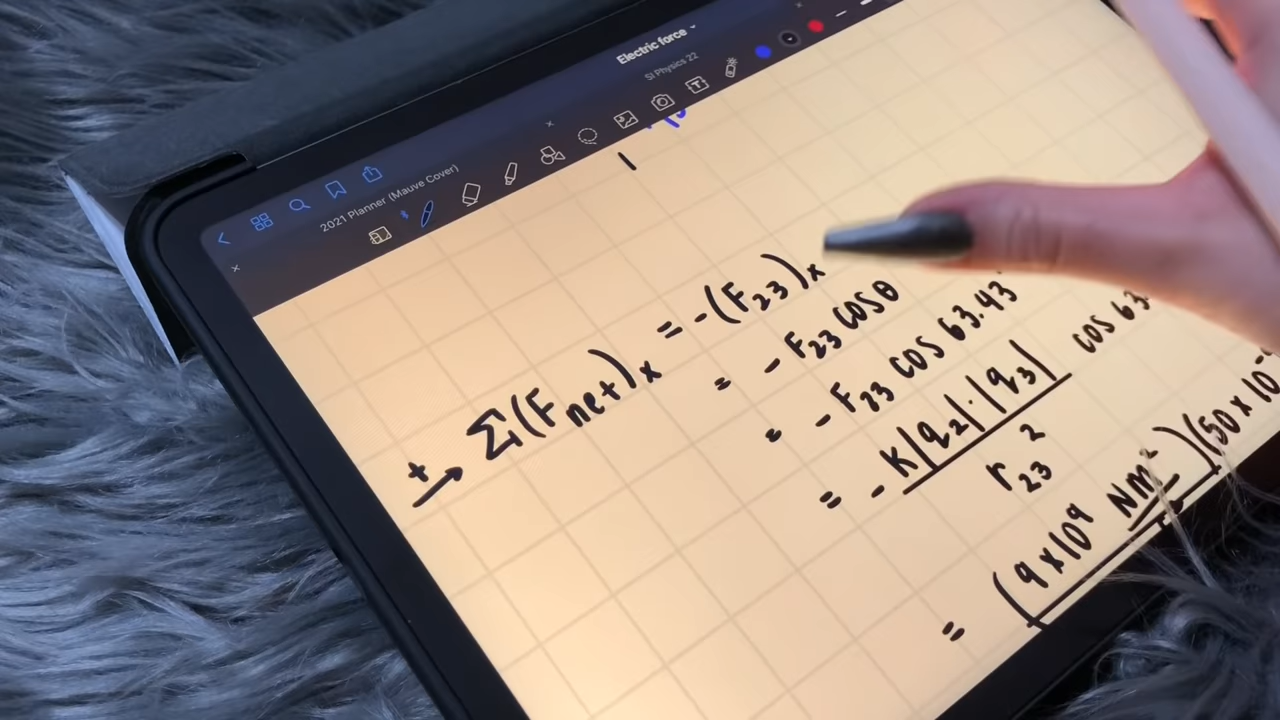 Electric force
SI Physics 22
2021 Planner (Mauve Cover)
+→ Σ(Fnet)x = -(F23)x
= - F23 cosθ
= - F23 cos 63.43
= - K|q2|·|q3| / r23² cos 63.
= (9 x 10⁹ Nm²)(50 x 10⁻